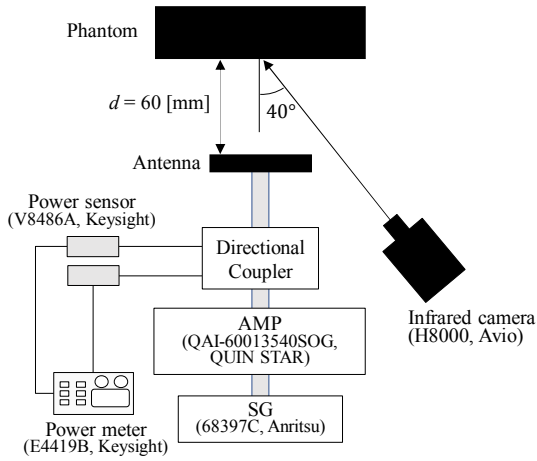 Phantom
d = 60 [mm]
40°
Antenna
Power sensor
(V8486A, Keysight)
Directional
Coupler
AMP
(QAI-60013540SOG,
QUIN STAR)
Infrared camera
(H8000, Avio)
SG
(68397C, Anritsu)
Power meter
(E4419B, Keysight)